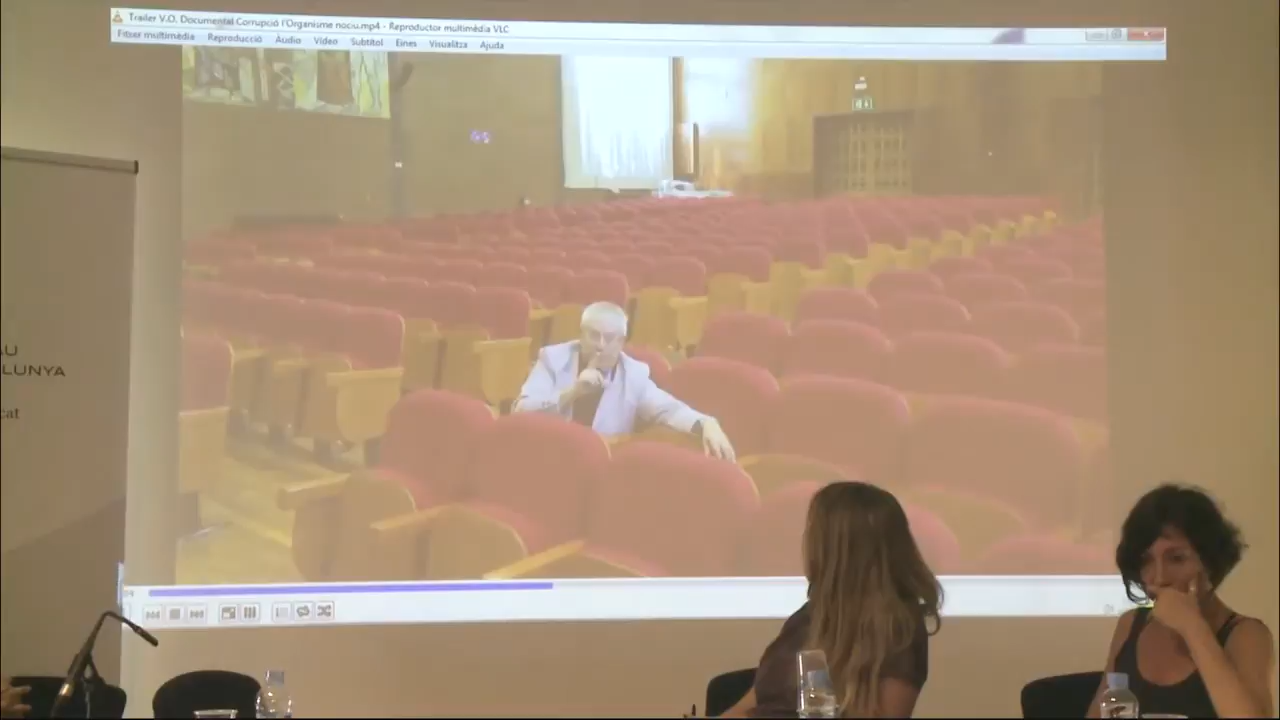 Trailer V.O. Documental Corrupció l'Organisme nociu.mp4 - Reproductor multimèdia VLC
Fitxer multimèdia Reproducció Àudio Vídeo Subtítol Eines Visualitza Ajuda
AU
LUNYA
cat